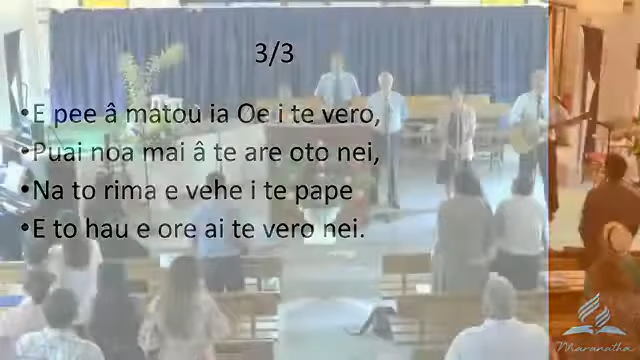 3/3
•E pee â matou ia Oe i te vero,
•Puai noa mai â te are oto nei,
•Na to rima e vehe i te pape
•E to hau e ore ai te vero nei.
Maranatha